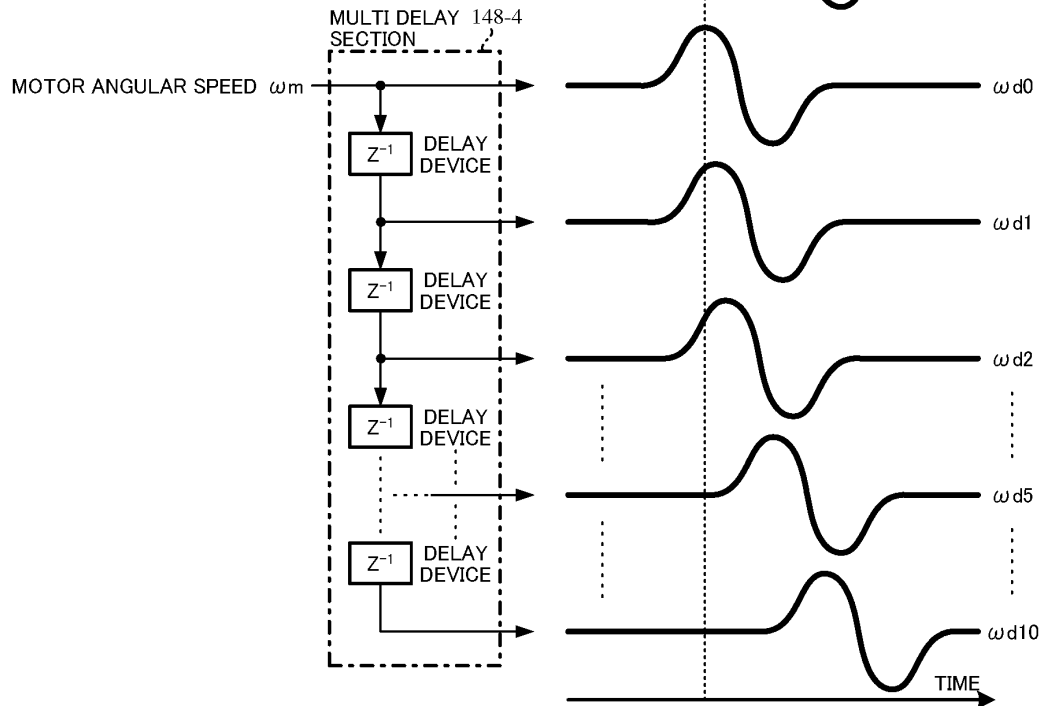 MULTI DELAY 148-4
SECTION
MOTOR ANGULAR SPEED ωm
ωd0
Z⁻¹
DELAY
DEVICE
ωd1
Z⁻¹
DELAY
DEVICE
ωd2
Z⁻¹
DELAY
DEVICE
ωd5
Z⁻¹
DELAY
DEVICE
ωd10
TIME